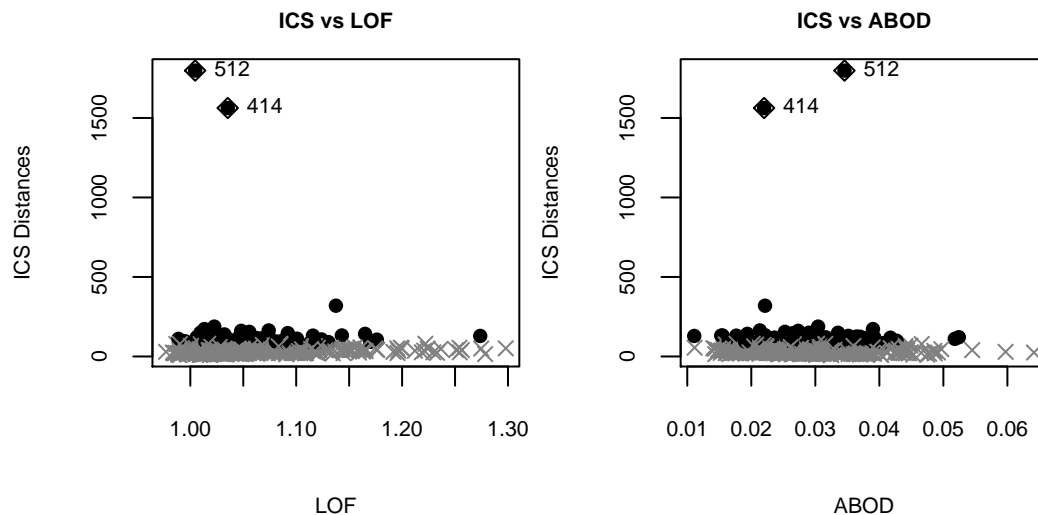 ICS vs LOF
ICS Distances
1500
1000
500
0
512
414
1.00 1.10 1.20 1.30
LOF
ICS vs ABOD
ICS Distances
1500
1000
500
0
512
414
0.01 0.02 0.03 0.04 0.05 0.06
ABOD